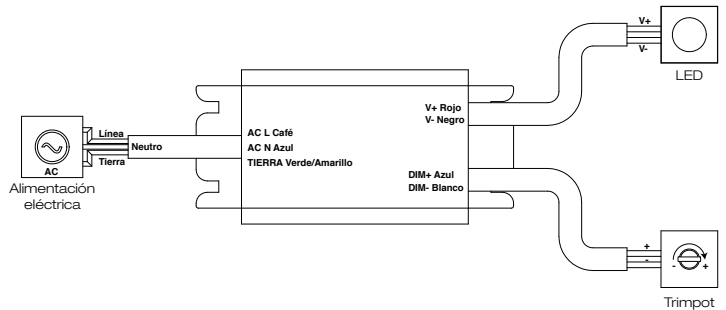 Línea
Neutro
Tierra
AC
Alimentación
eléctrica
AC L Café
AC N Azul
TIERRA Verde/Amarillo
V+ Rojo
V- Negro
DIM+ Azul
DIM- Blanco
V+
V-
LED
+
-
- +
Trimpot